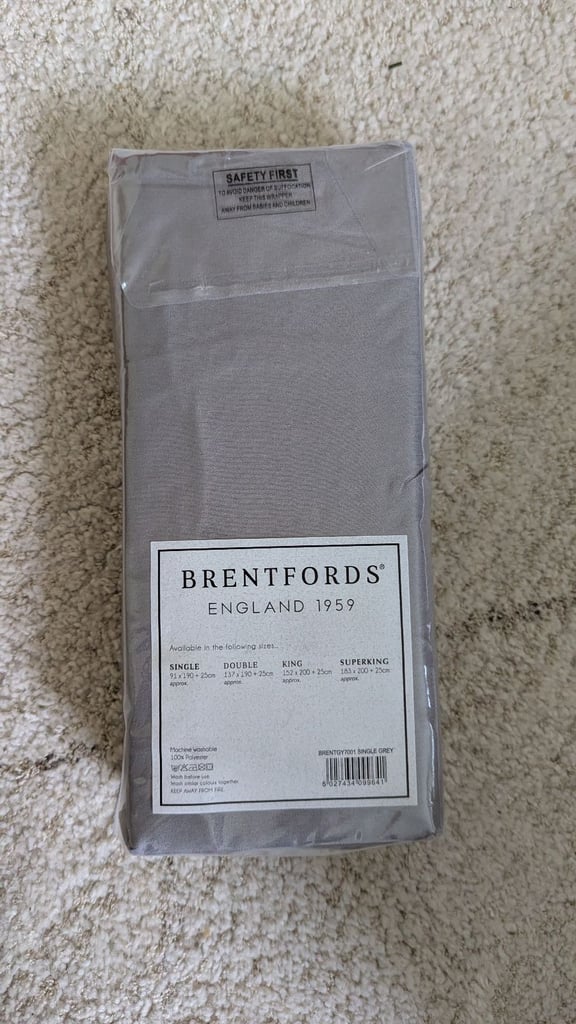 SAFETY FIRST
TO AVOID DANGER OF SUFFOCATION
KEEP THIS WRAPPER
AWAY FROM BABIES AND CHILDREN
BRENTFORDS®
ENGLAND 1959
Available in the following sizes...
SINGLE DOUBLE KING SUPERKING
91 x 190 + 25cm 137 x 190 + 25cm 152 x 200 + 25cm 183 x 200 + 25cm
approx. approx. approx. approx.
Machine washable
100% Polyester
Wash before use
Wash similar colours together
KEEP AWAY FROM FIRE
BRENTGY7001 SINGLE GREY
5 027434 099641